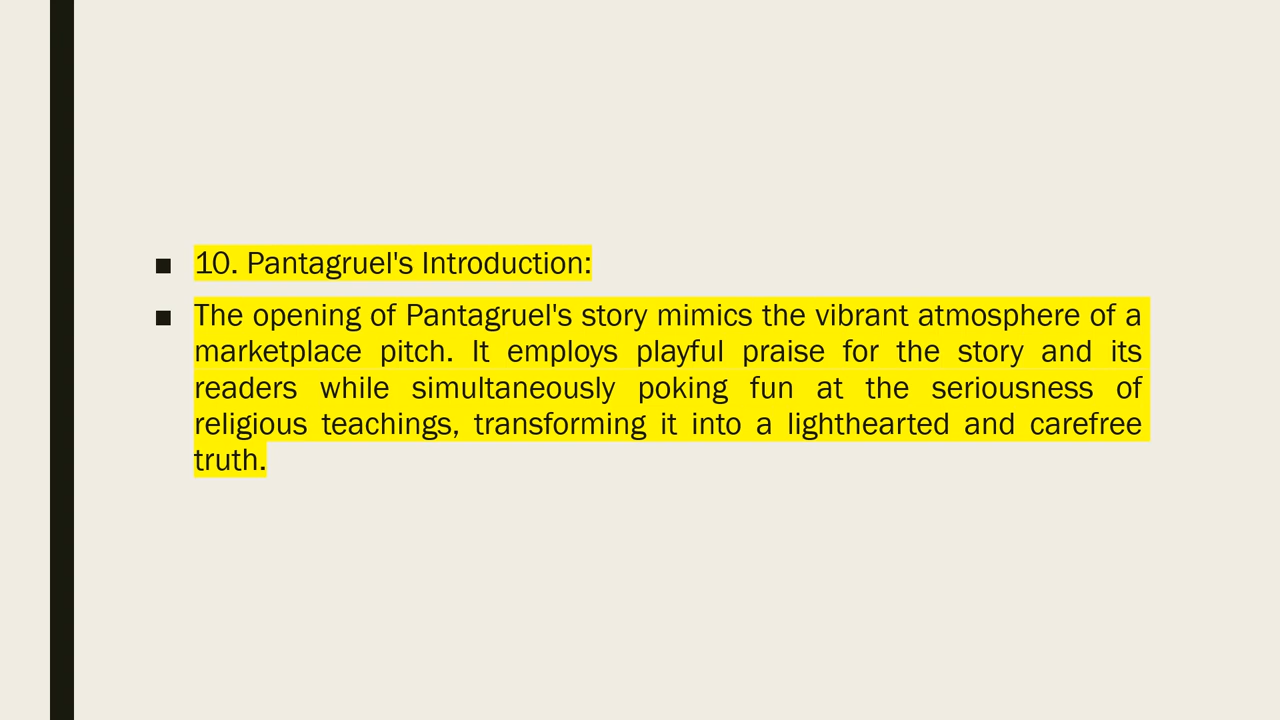 ■ 10. Pantagruel's Introduction:
■ The opening of Pantagruel's story mimics the vibrant atmosphere of a
marketplace pitch. It employs playful praise for the story and its
readers while simultaneously poking fun at the seriousness of
religious teachings, transforming it into a lighthearted and carefree
truth.